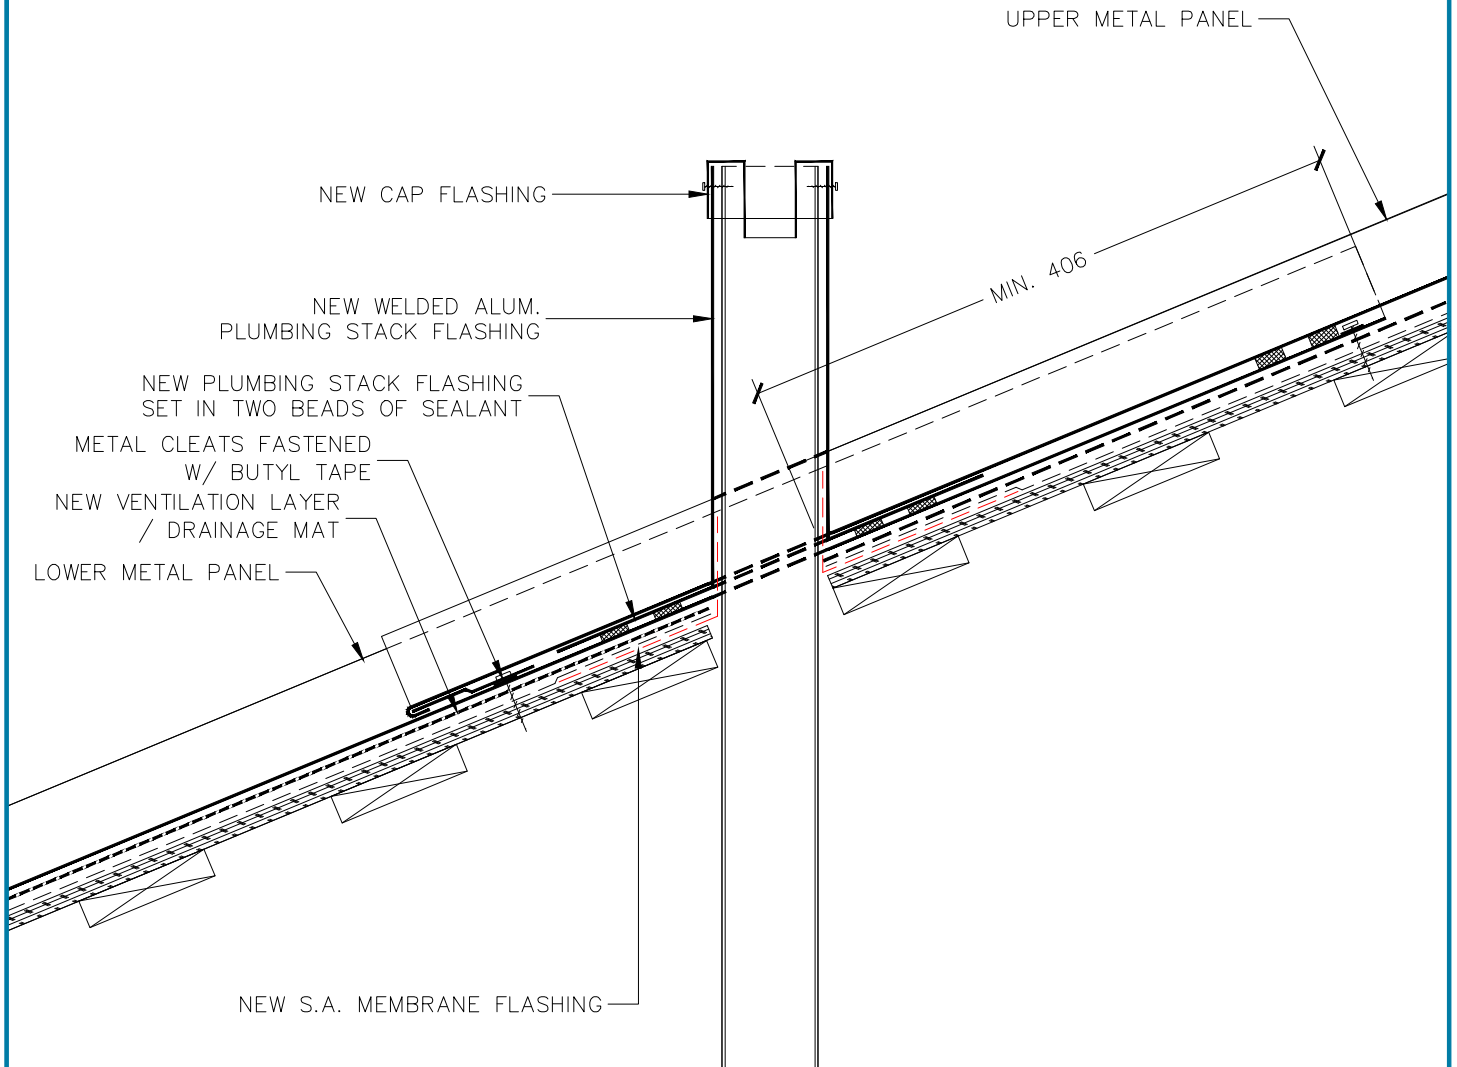 UPPER METAL PANEL
NEW CAP FLASHING
MIN. 406
NEW WELDED ALUM.
PLUMBING STACK FLASHING
NEW PLUMBING STACK FLASHING
SET IN TWO BEADS OF SEALANT
METAL CLEATS FASTENED
W/ BUTYL TAPE
NEW VENTILATION LAYER
/ DRAINAGE MAT
LOWER METAL PANEL
NEW S.A. MEMBRANE FLASHING